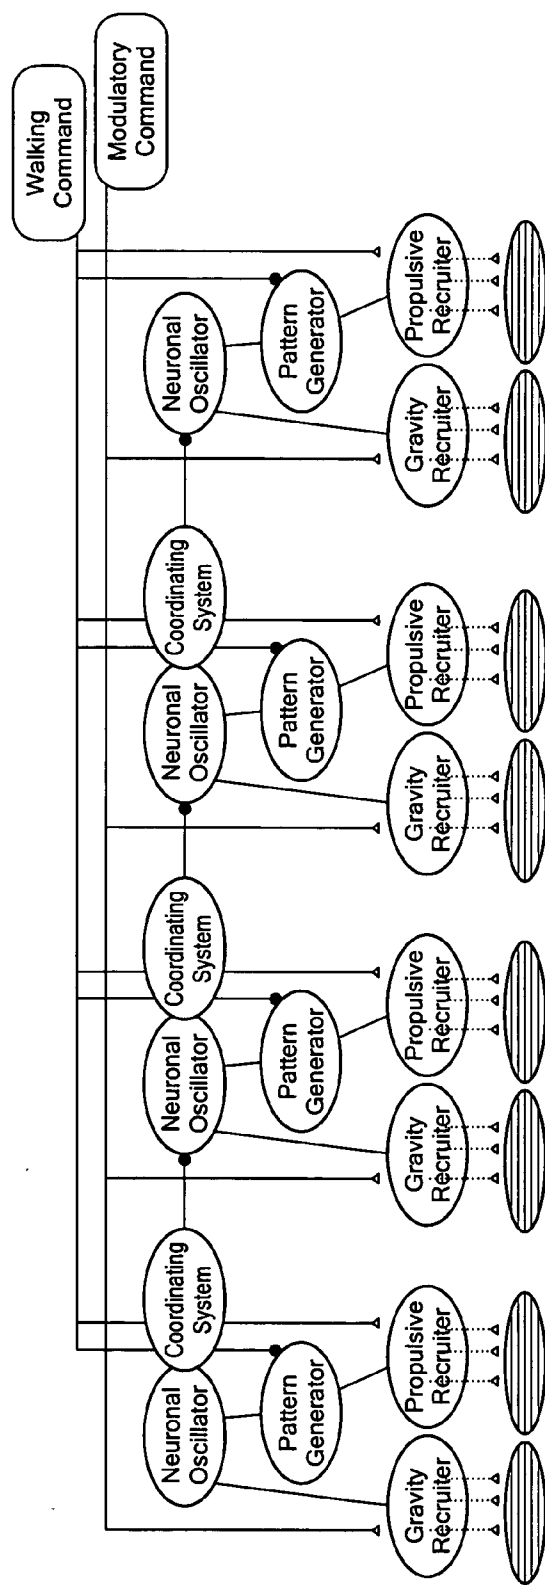 Walking
Command
Modulatory
Command
Neuronal
Oscillator
Coordinating
System
Neuronal
Oscillator
Coordinating
System
Neuronal
Oscillator
Coordinating
System
Neuronal
Oscillator
Pattern
Generator
Pattern
Generator
Pattern
Generator
Pattern
Generator
Gravity
Recruiter
Propulsive
Recruiter
Gravity
Recruiter
Propulsive
Recruiter
Gravity
Recruiter
Propulsive
Recruiter
Gravity
Recruiter
Propulsive
Recruiter